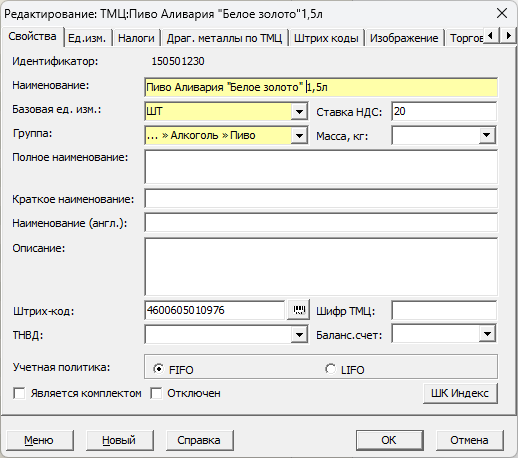 Редактирование: ТМЦ:Пиво Аливария "Белое золото"1,5л
Свойства Ед.изм. Налоги Драг. металлы по ТМЦ Штрих коды Изображение Торгов
Идентификатор: 150501230
Наименование: Пиво Аливария "Белое золото" 1,5л
Базовая ед. изм.: ШТ Ставка НДС: 20
Группа: ... » Алкоголь » Пиво Масса, кг:
Полное наименование:
Краткое наименование:
Наименование (англ.):
Описание:
Штрих-код: 4600605010976 Шифр ТМЦ:
ТНВД: Баланс.счет:
Учетная политика: FIFO LIFO
Является комплектом Отключен ШК Индекс
Меню Новый Справка ОК Отмена